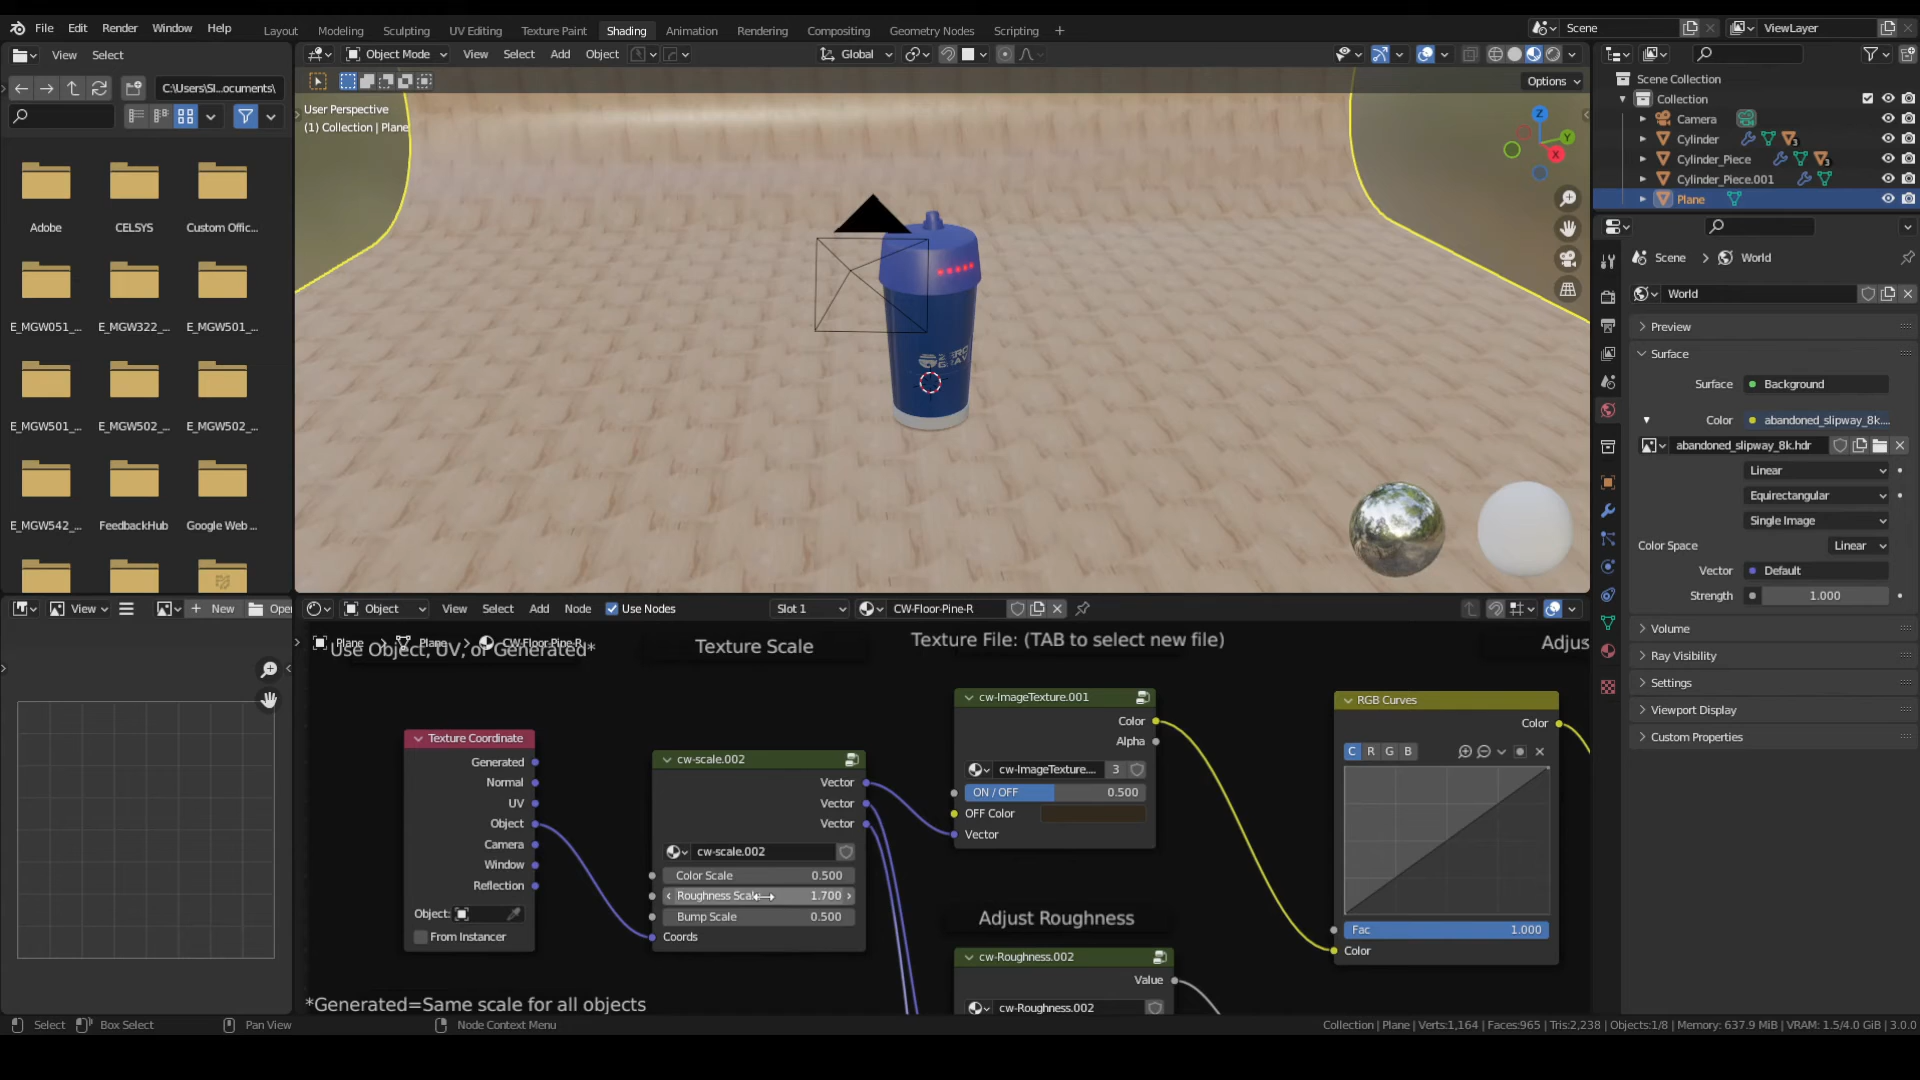 File Edit Render Window Help Layout Modeling Sculpting UV Editing Texture Paint Shading Animation Rendering Compositing Geometry Nodes Scripting + Scene ViewLayer
View Select Object Mode View Select Add Object Global
C:\Users\Sl...ocuments\
Options
User Perspective
(1) Collection | Plane
Z
Y
X
Adobe CELSYS Custom Offic...
E_MGW051_... E_MGW322_... E_MGW501_...
E_MGW501_... E_MGW502_... E_MGW502_...
E_MGW542_... FeedbackHub Google Web ...
ZERO
GRAY
Scene Collection
Collection
Camera
Cylinder 3
Cylinder_Piece 3
Cylinder_Piece.001
Plane
Scene > World
World
Preview
Surface
Surface Background
Color abandoned_slipway_8k....
abandoned_slipway_8k.hdr
Linear
Equirectangular
Single Image
Color Space Linear
Vector Default
Strength 1.000
Volume
Ray Visibility
Settings
Viewport Display
Custom Properties
View New Open
Object View Select Add Node Use Nodes Slot 1 CW-Floor-Pine-R
Plane > Plane > CW-Floor-Pine-R
*Use Object, UV, or Generated*
Texture Scale
Texture File: (TAB to select new file)
Adjus
Texture Coordinate
Generated
Normal
UV
Object
Camera
Window
Reflection
Object:
From Instancer
cw-scale.002
Vector
Vector
Vector
cw-scale.002
Color Scale 0.500
Roughness Scale 1.700
Bump Scale 0.500
Coords
cw-ImageTexture.001
Color
Alpha
cw-ImageTexture.... 3
ON / OFF 0.500
OFF Color
Vector
Adjust Roughness
cw-Roughness.002
Value
cw-Roughness.002
RGB Curves
Color
C R G B
Fac 1.000
Color
*Generated=Same scale for all objects
Select Box Select Pan View Node Context Menu
Collection | Plane | Verts:1,164 | Faces:965 | Tris:2,238 | Objects:1/8 | Memory: 637.9 MiB | VRAM: 1.5/4.0 GiB | 3.0.0